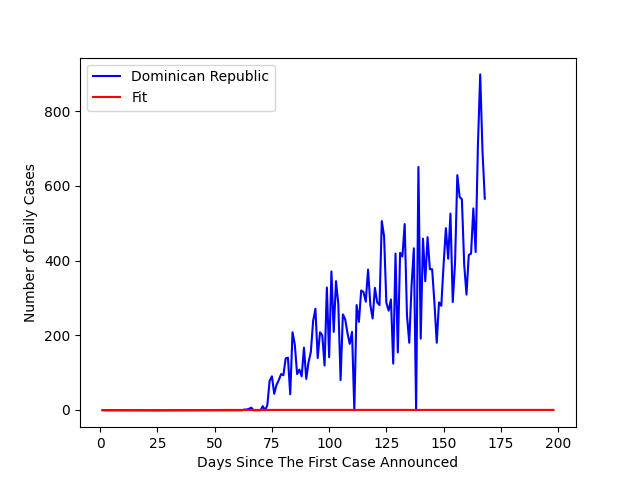 Dominican Republic
Fit
800
600
400
200
0
Number of Daily Cases
0 25 50 75 100 125 150 175 200
Days Since The First Case Announced